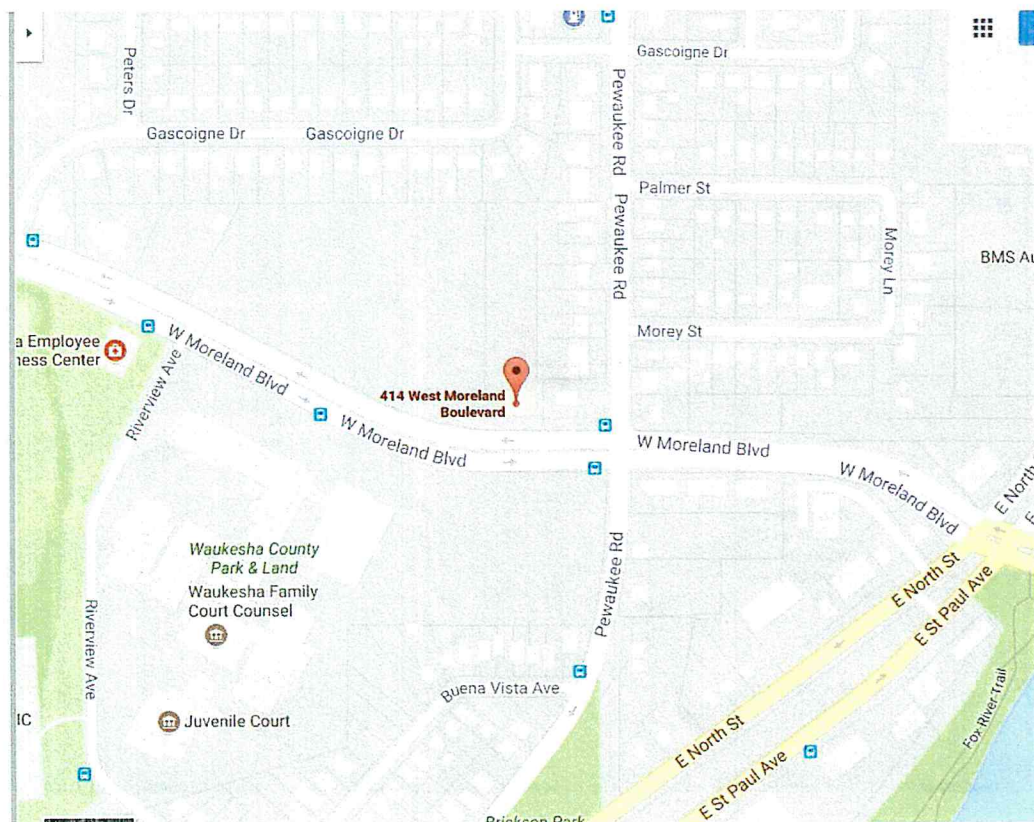 Gascoigne Dr
Peters Dr
Pewaukee Rd
Gascoigne Dr
Gascoigne Dr
Palmer St
Pewaukee Rd
Morey Ln
BMS Au
Morey St
a Employee
ness Center
W Moreland Blvd
Riverview Ave
414 West Moreland
Boulevard
W Moreland Blvd
W Moreland Blvd
W Moreland Blvd
E North
E North St
E St Paul Ave
Pewaukee Rd
Waukesha County
Park & Land
Waukesha Family
Court Counsel
Riverview Ave
Buena Vista Ave
IC
Juvenile Court
E North St
E St Paul Ave
Fox River Trail